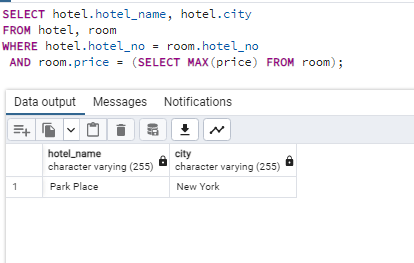 SELECT hotel.hotel_name, hotel.city
FROM hotel, room
WHERE hotel.hotel_no = room.hotel_no
AND room.price = (SELECT MAX(price) FROM room);
Data output Messages Notifications
hotel_name city
character varying (255) character varying (255)
1 Park Place New York